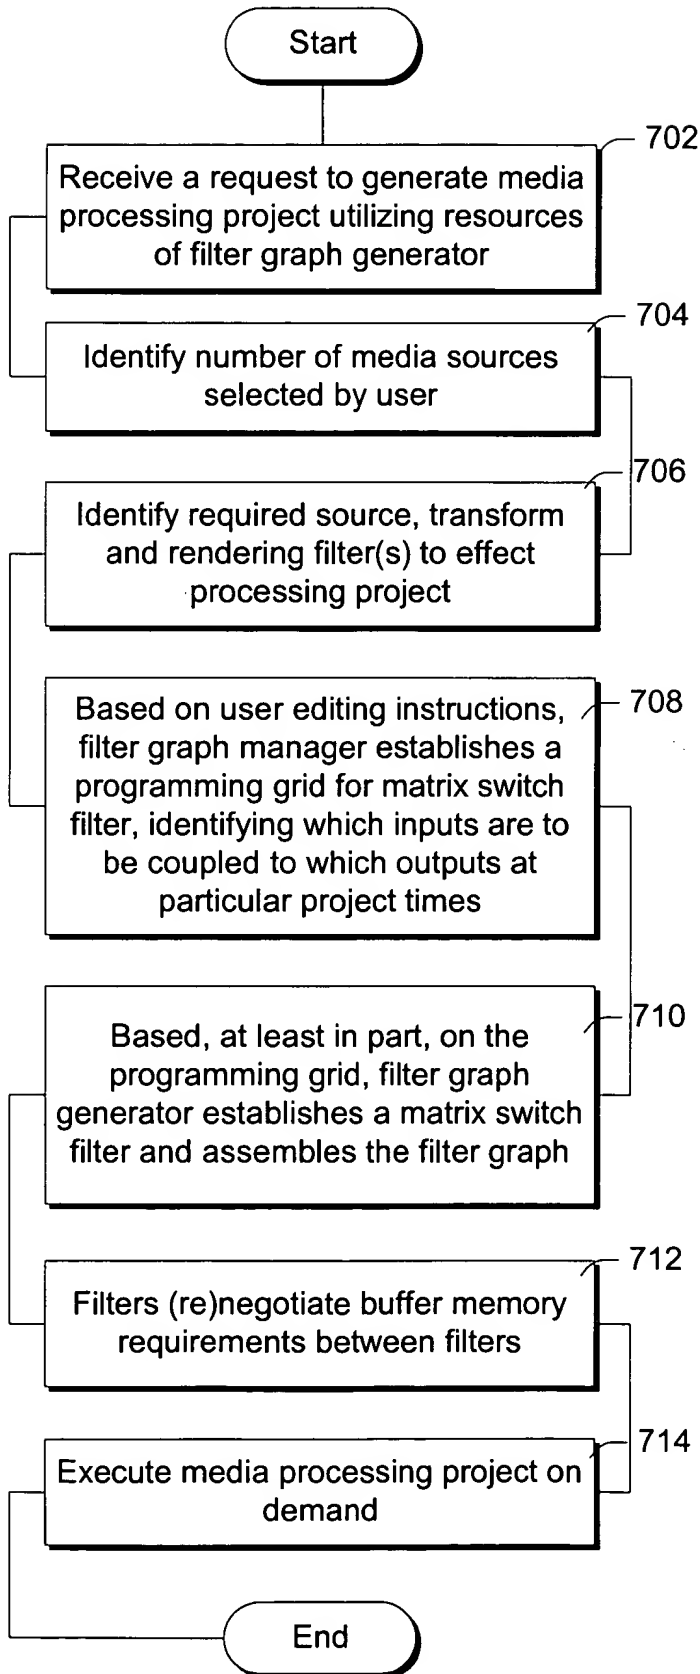 Start
702
Receive a request to generate media
processing project utilizing resources
of filter graph generator
704
Identify number of media sources
selected by user
706
Identify required source, transform
and rendering filter(s) to effect
processing project
708
Based on user editing instructions,
filter graph manager establishes a
programming grid for matrix switch
filter, identifying which inputs are to
be coupled to which outputs at
particular project times
710
Based, at least in part, on the
programming grid, filter graph
generator establishes a matrix switch
filter and assembles the filter graph
712
Filters (re)negotiate buffer memory
requirements between filters
714
Execute media processing project on
demand
End